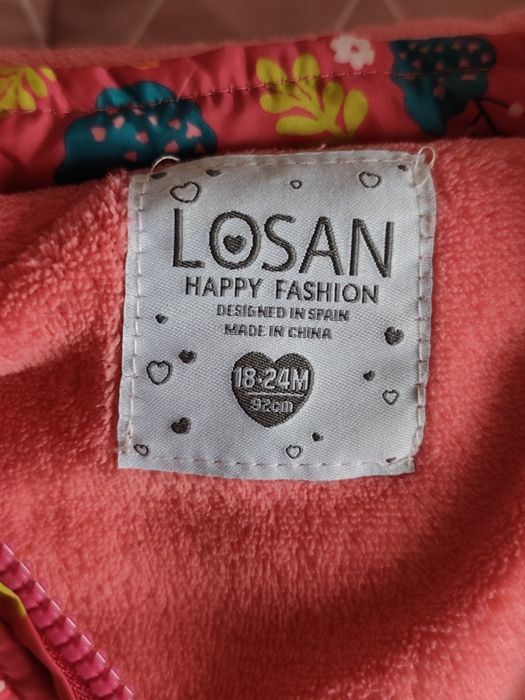 LOSAN
HAPPY FASHION
DESIGNED IN SPAIN
MADE IN CHINA
18-24M
92cm